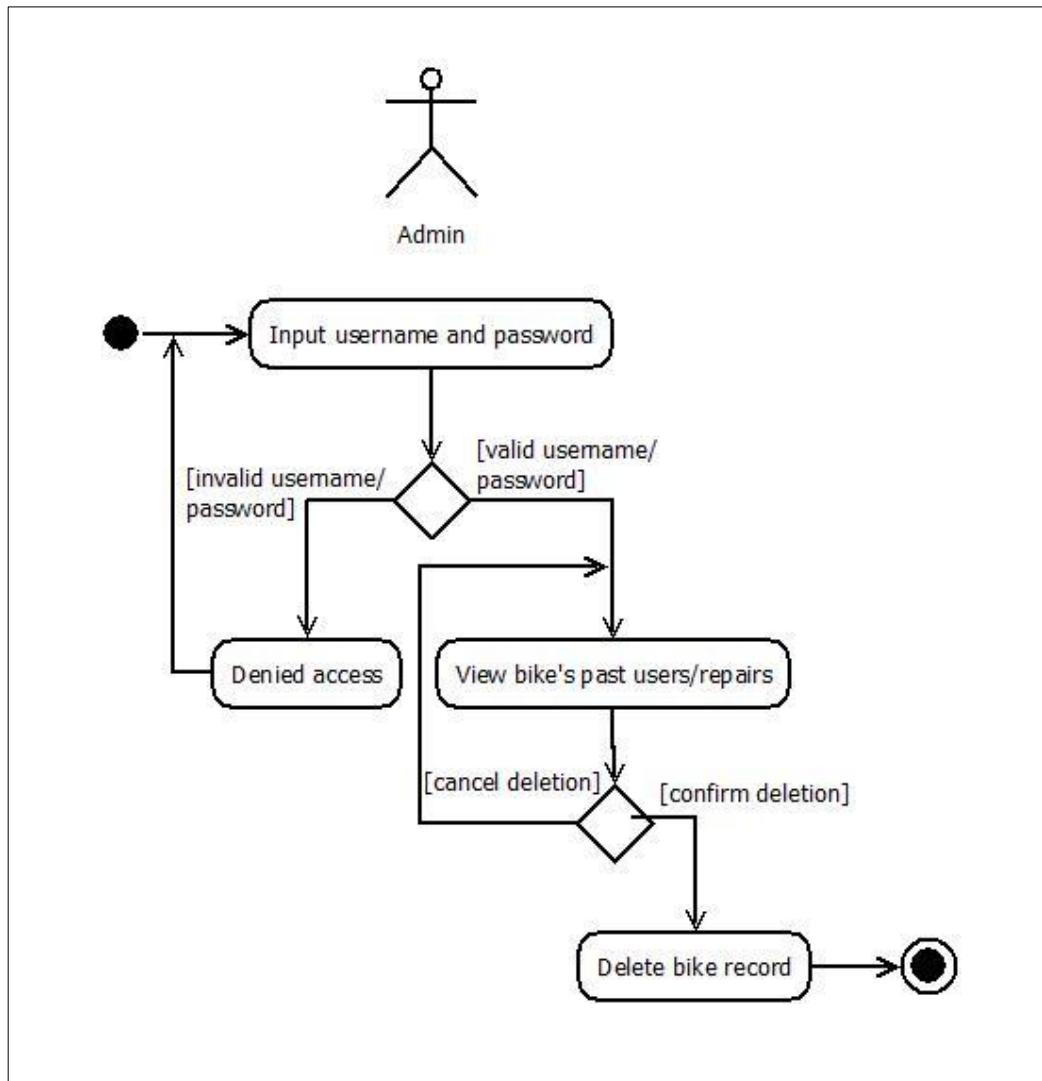 Admin
Input username and password
[valid username/
password]
[invalid username/
password]
Denied access
View bike's past users/repairs
[cancel deletion]
[confirm deletion]
Delete bike record